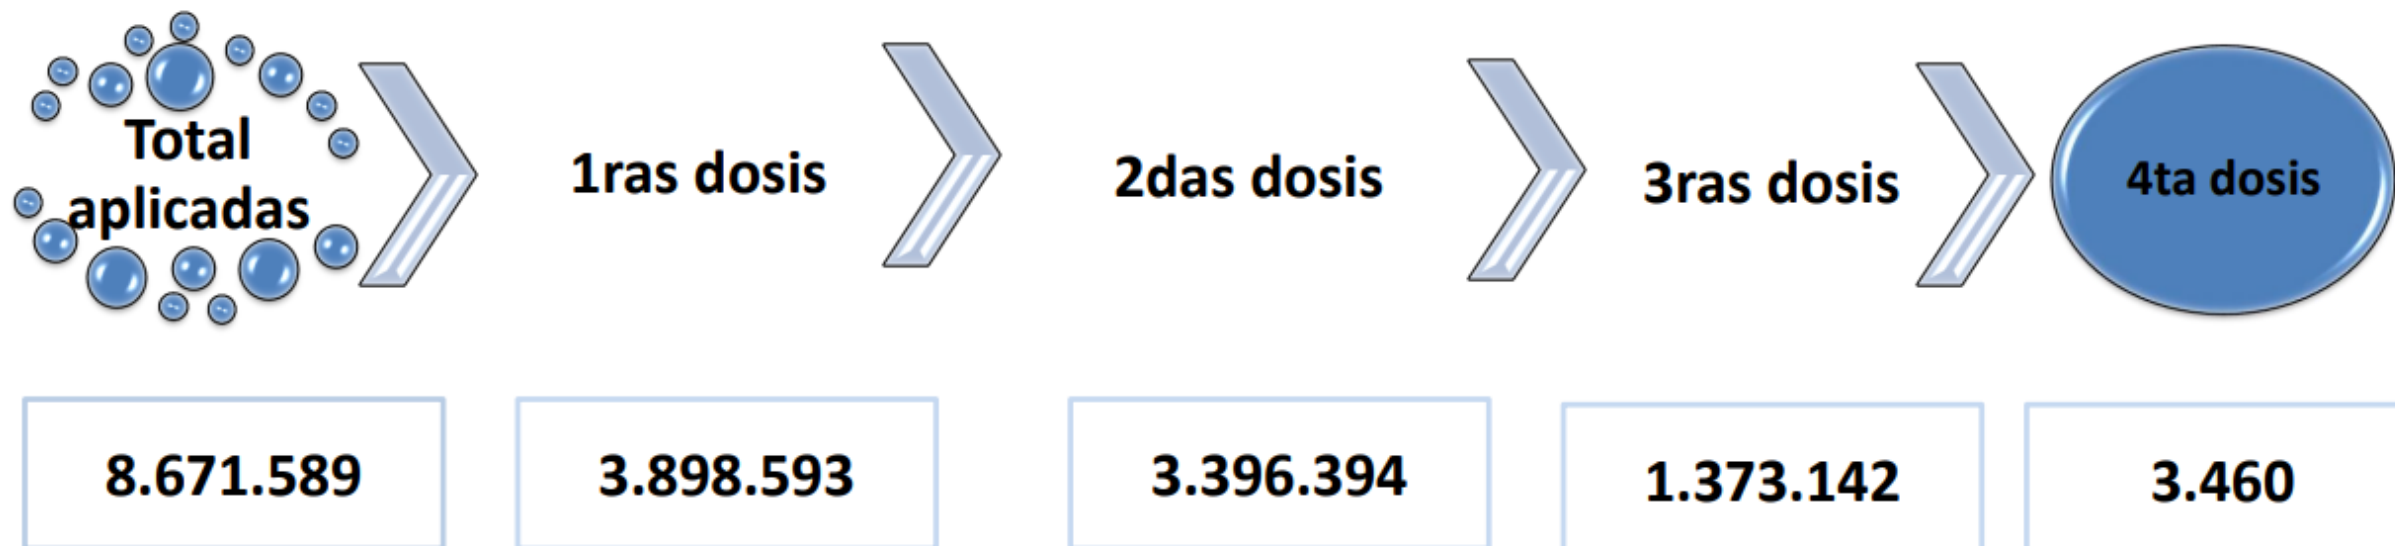 Total
aplicadas
1ras dosis
2das dosis
3ras dosis
4ta dosis
8.671.589
3.898.593
3.396.394
1.373.142
3.460